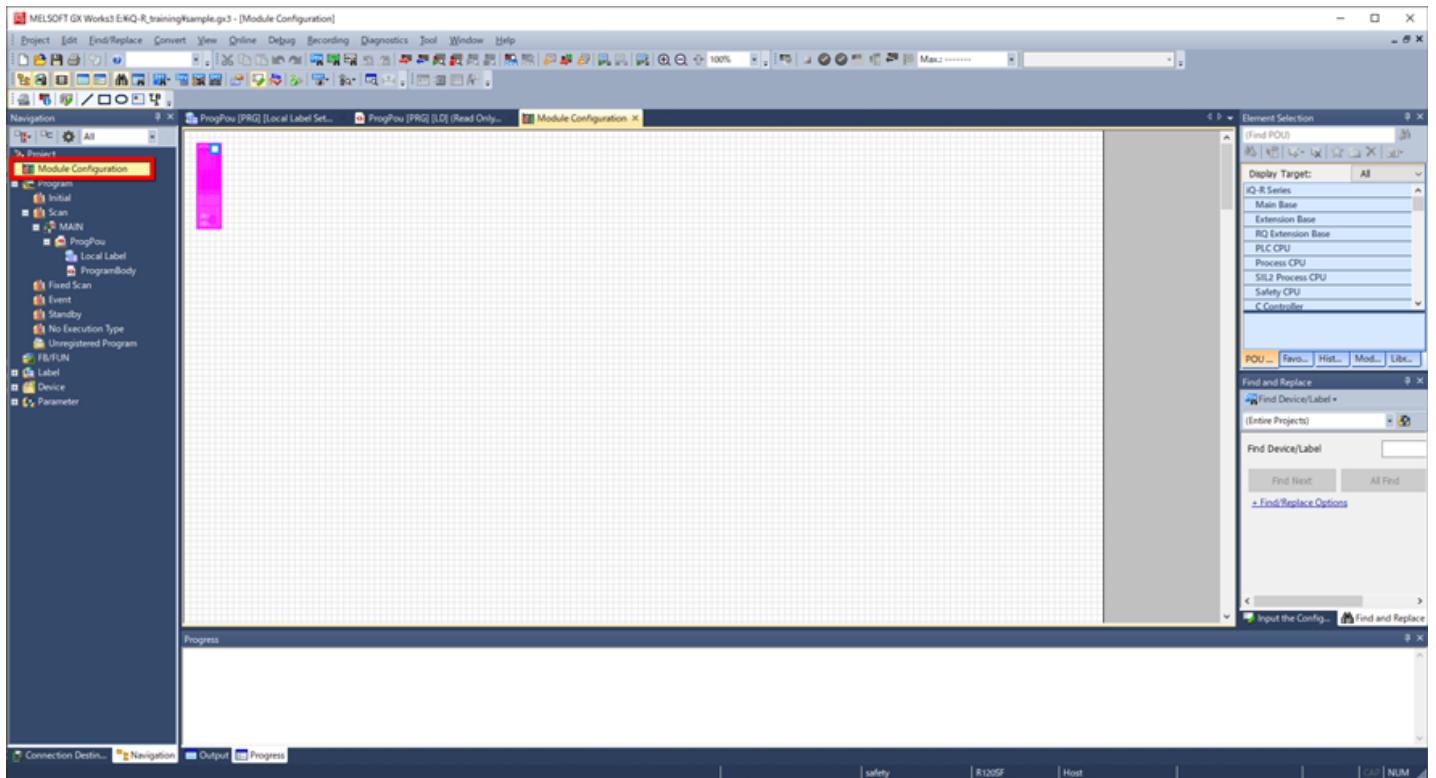 MELSOFT GX Works3 E:¥iQ-R_training¥sample.gx3 - [Module Configuration]
Project Edit Find/Replace Convert View Online Debug Recording Diagnostics Tool Window Help
100%
Max.: --------
Navigation
ProgPou [PRG] [Local Label Set...
ProgPou [PRG] [LD] (Read Only...
Module Configuration
Element Selection
All
(Find POU)
Project
Module Configuration
Program
Initial
Scan
MAIN
ProgPou
Local Label
ProgramBody
Fixed Scan
Event
Standby
No Execution Type
Unregistered Program
FB/FUN
Label
Device
Parameter
Display Target: All
iQ-R Series
Main Base
Extension Base
RQ Extension Base
PLC CPU
Process CPU
SIL2 Process CPU
Safety CPU
C Controller
POU ... Favo... Hist... Mod... Libr...
Find and Replace
Find Device/Label
(Entire Projects)
Find Device/Label
Find Next All Find
+ Find/Replace Options
Input the Config... Find and Replace
Progress
Connection Destin... Navigation Output Progress
safety R120SF Host CAP NUM